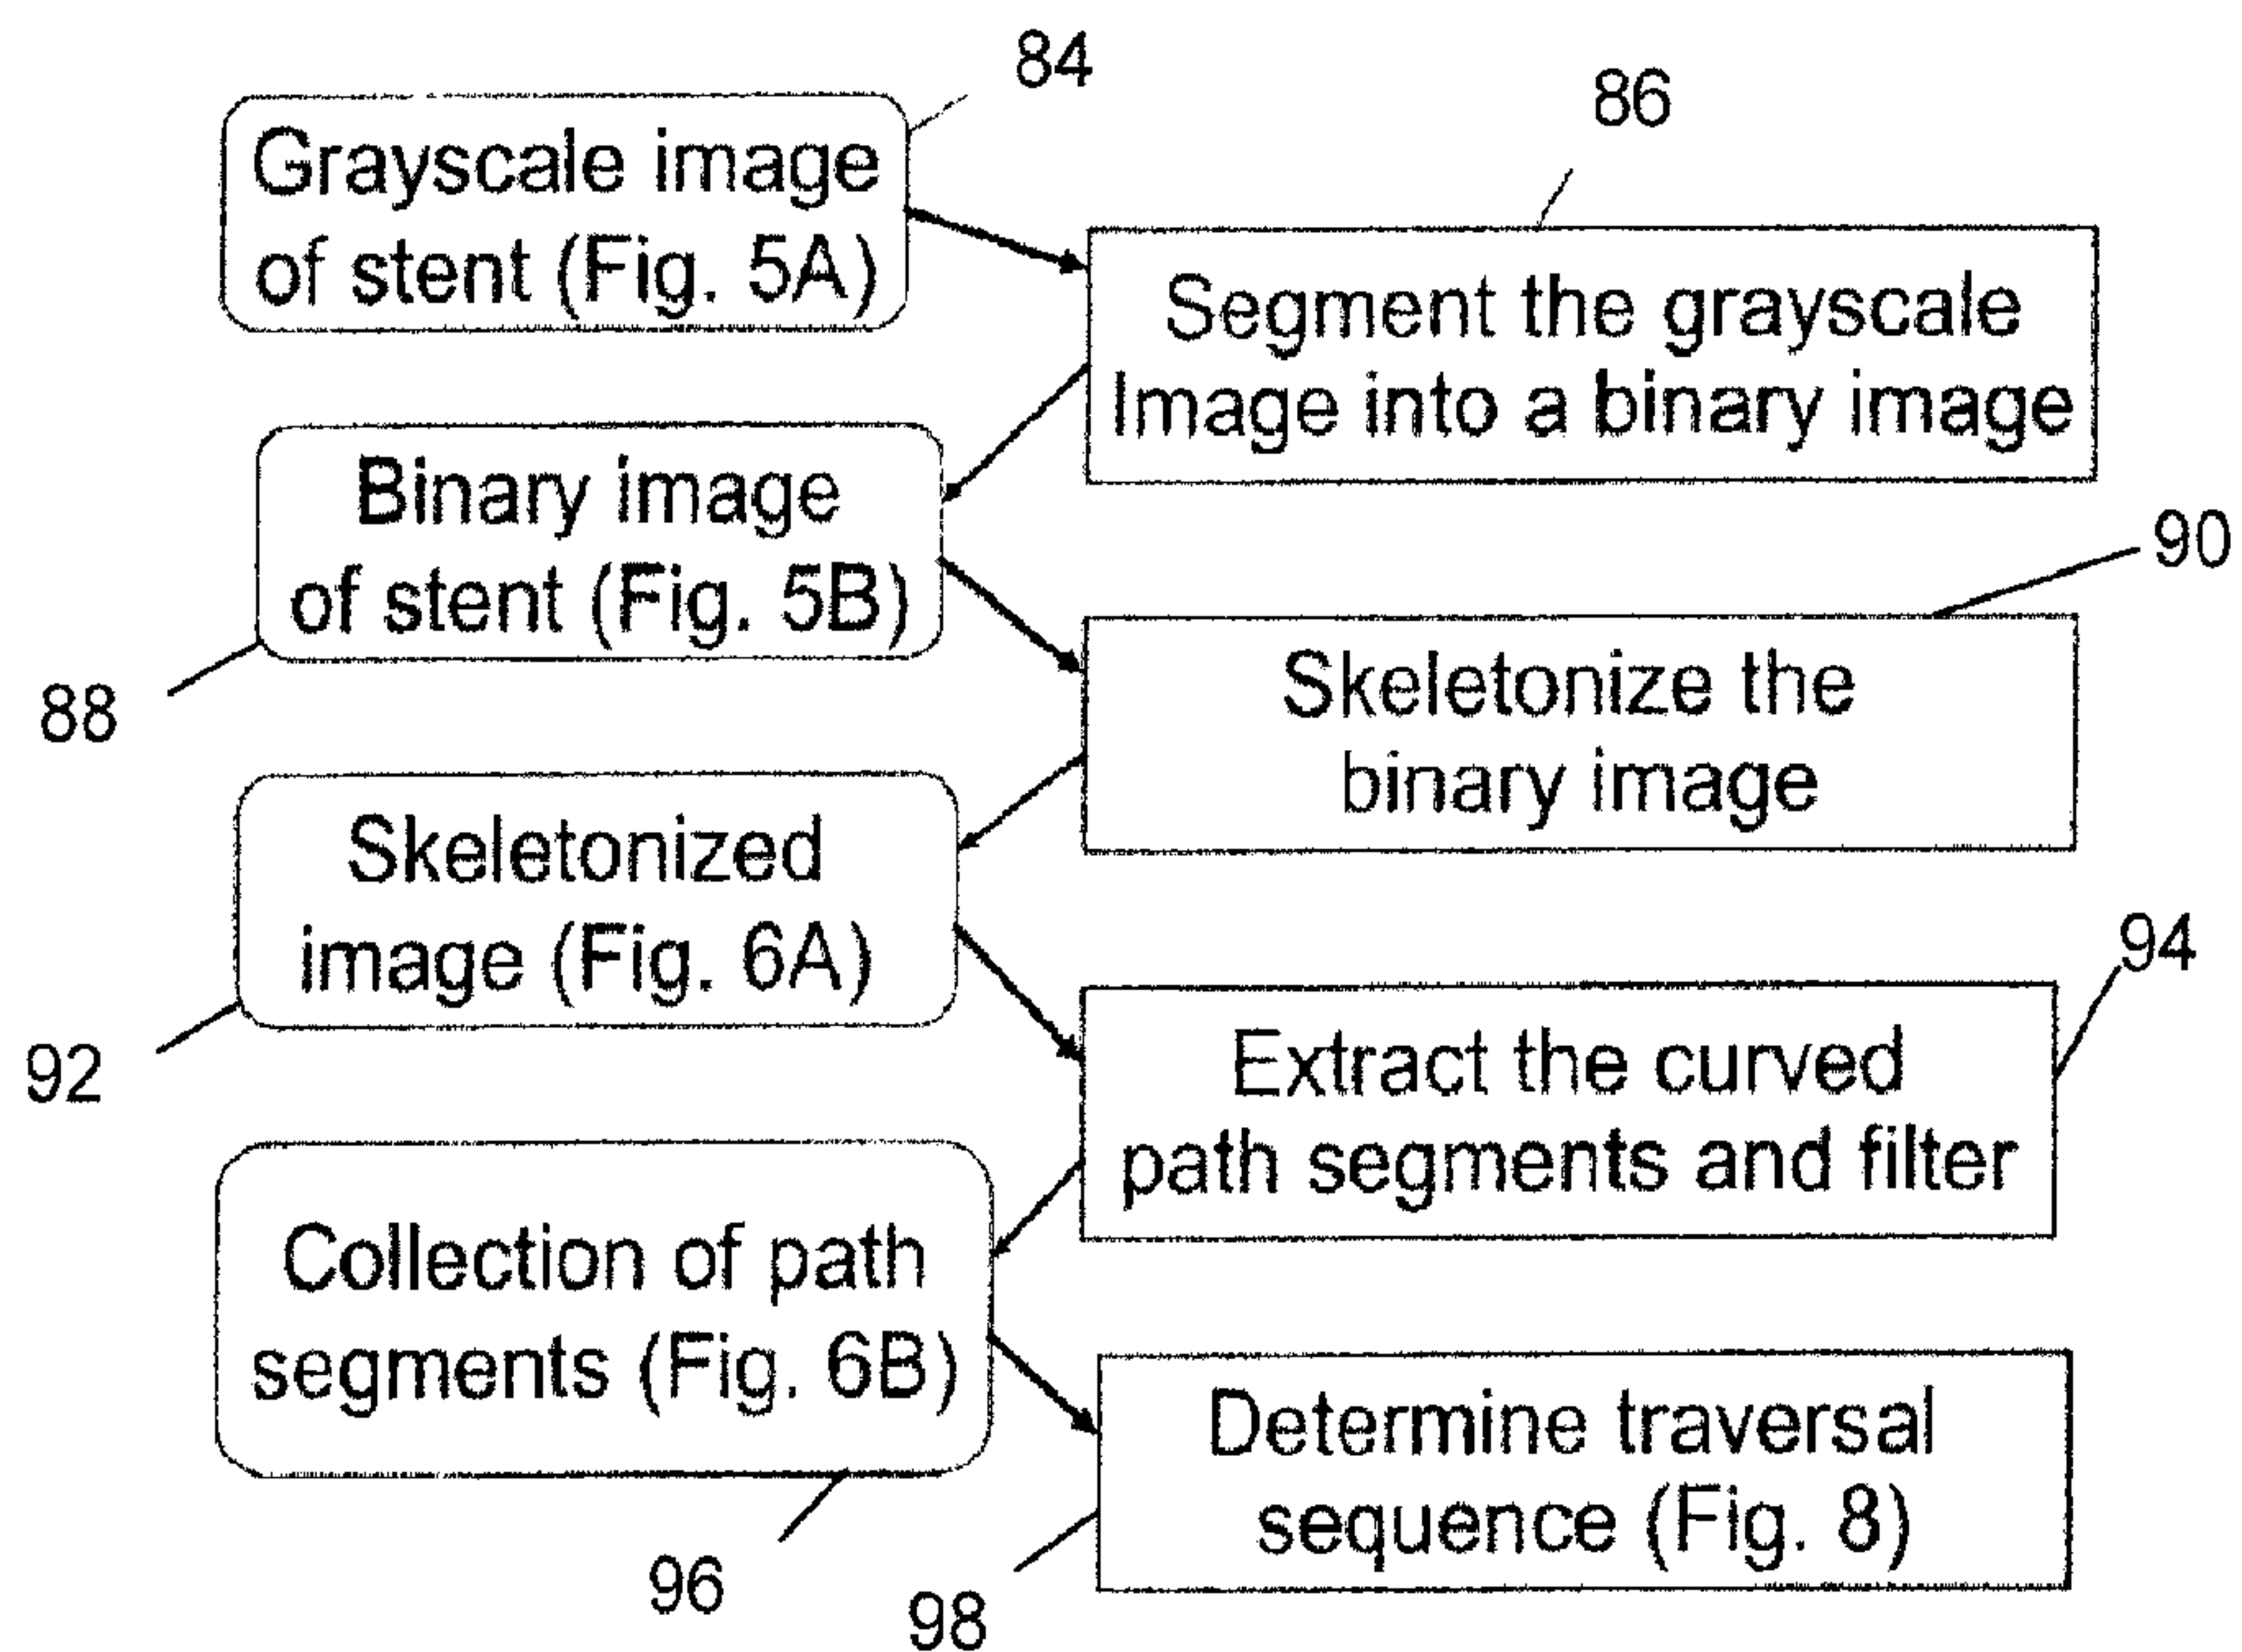 84
Grayscale image
of stent (Fig. 5A)
86
Segment the grayscale
Image into a binary image
Binary image
of stent (Fig. 5B)
88
90
Skeletonize the
binary image
Skeletonized
image (Fig. 6A)
92
94
Extract the curved
path segments and filter
Collection of path
segments (Fig. 6B)
96
Determine traversal
sequence (Fig. 8)
98